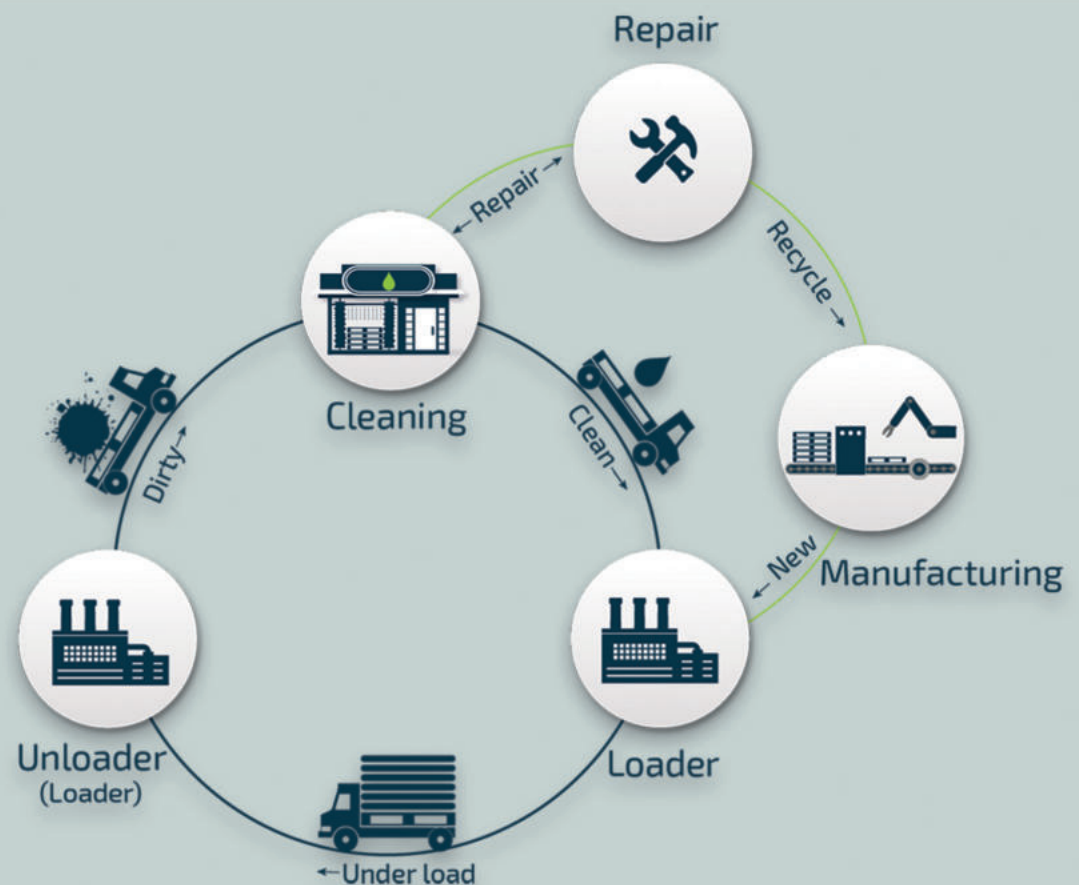 Repair
←Repair→
Recycle→
Cleaning
Dirty→
Clean→
←New
Manufacturing
Unloader
(Loader)
Loader
←Under load